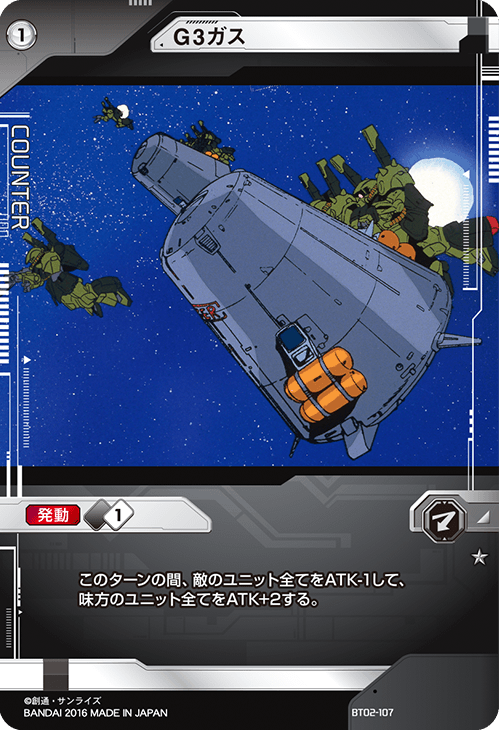 1
G3ガス
COUNTER
発動
1
このターンの間、敵のユニット全てをATK-1して、
味方のユニット全てをATK+2する。
©創通・サンライズ
BANDAI 2016 MADE IN JAPAN
BT02-107